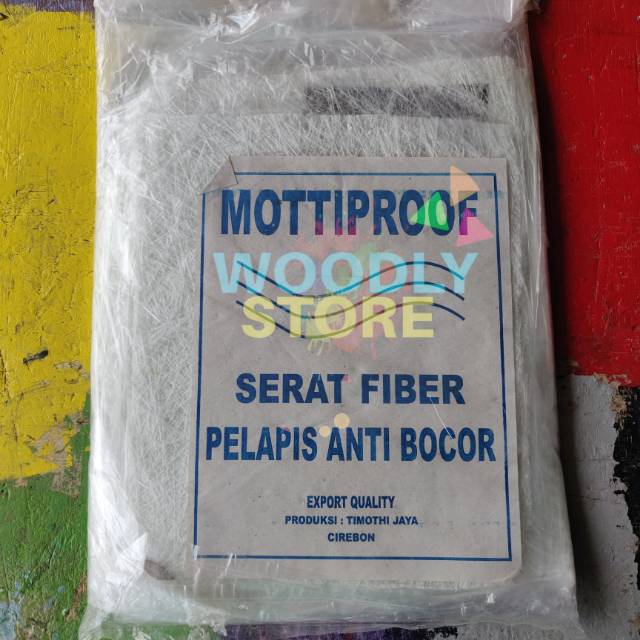 MOTTIPROOF
WOODLY
STORE
SERAT FIBER
PELAPIS ANTI BOCOR
EXPORT QUALITY
PRODUKSI : TIMOTHI JAYA
CIREBON